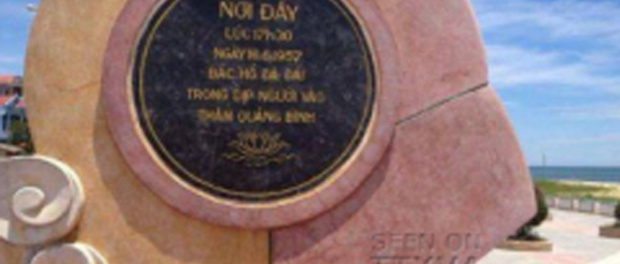 NƠI ĐÂY
LÚC 17h30
NGÀY 16.6.1957
BÁC HỒ ĐÃ ĐẾN
TRONG DỊP NGƯỜI VÀO
THĂM QUẢNG BÌNH
SEEN ON